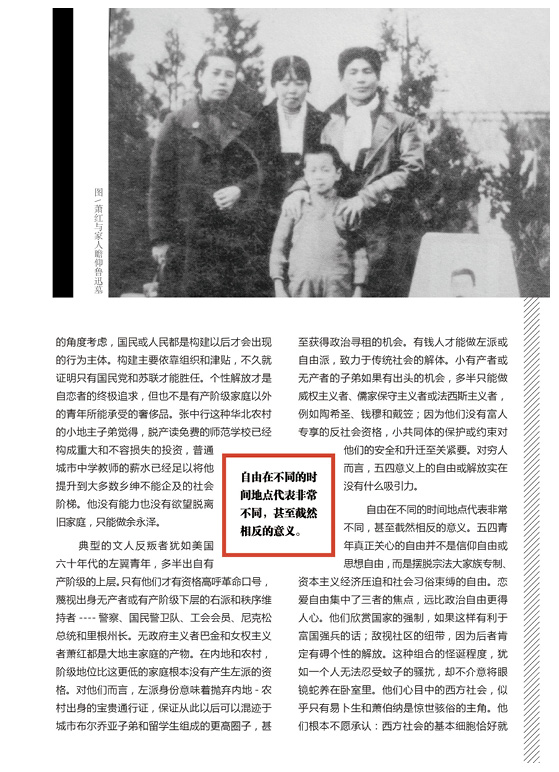 图\萧红与家人瞻仰鲁迅墓
的角度考虑，国民或人民都是构建以后才会出现
的行为主体。构建主要依靠组织和津贴，不久就
证明只有国民党和苏联才能胜任。个性解放才是
自恋者的终极追求，但也不是有产阶级家庭以外
的青年所能承受的奢侈品。张中行这种华北农村
的小地主子弟觉得，脱产读免费的师范学校已经
构成重大和不容损失的投资，普通
城市中学教师的薪水已经足以将他
提升到大多数乡绅不能企及的社会
阶梯。他没有能力也没有欲望脱离
旧家庭，只能做余永泽。
典型的文人反叛者犹如美国
六十年代的左翼青年，多半出自有
产阶级的上层。只有他们才有资格高呼革命口号，
蔑视出身无产者或有产阶级下层的右派和秩序维
持者 ---- 警察、国民警卫队、工会会员、尼克松
总统和里根州长。无政府主义者巴金和女权主义
者萧红都是大地主家庭的产物。在内地和农村，
阶级地位比这更低的家庭根本没有产生左派的资
格。对他们而言，左派身份意味着抛弃内地 - 农
村出身的宝贵通行证，保证从此以后可以混迹于
城市布尔乔亚子弟和留学生组成的更高圈子，甚
至获得政治寻租的机会。有钱人才能做左派或
自由派，致力于传统社会的解体。小有产者或
无产者的子弟如果有出头的机会，多半只能做
威权主义者、儒家保守主义者或法西斯主义者，
例如陶希圣、钱穆和戴笠；因为他们没有富人
专享的反社会资格，小共同体的保护或约束对
他们的安全和升迁至关紧要。对穷人
而言，五四意义上的自由或解放实在
没有什么吸引力。
自由在不同的时间地点代表非常
不同，甚至截然相反的意义。五四青
年真正关心的自由并不是信仰自由或
思想自由，而是摆脱宗法大家族专制、
资本主义经济压迫和社会习俗束缚的自由。恋
爱自由集中了三者的焦点，远比政治自由更得
人心。他们欣赏国家的强制，如果这样有利于
富国强兵的话；敌视社区的纽带，因为后者肯
定有碍个性的解放。这种组合的怪诞程度，犹
如一个人无法忍受蚊子的骚扰，却不介意将眼
镜蛇养在卧室里。他们心目中的西方社会，似
乎只有易卜生和萧伯纳是惊世骇俗的主角。他
们根本不愿承认：西方社会的基本细胞恰好就
自由在不同的时
间地点代表非常
不同，甚至截然
相反的意义。